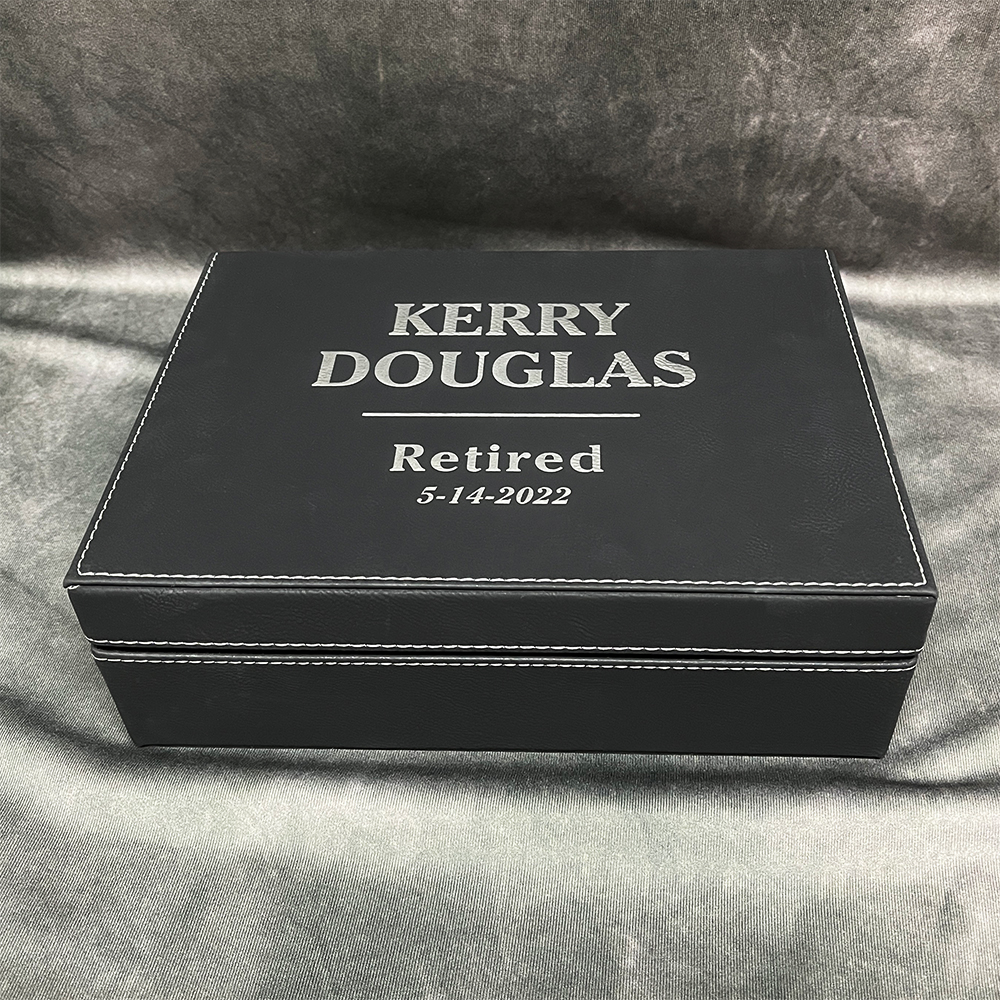 KERRY
DOUGLAS
Retired
5-14-2022